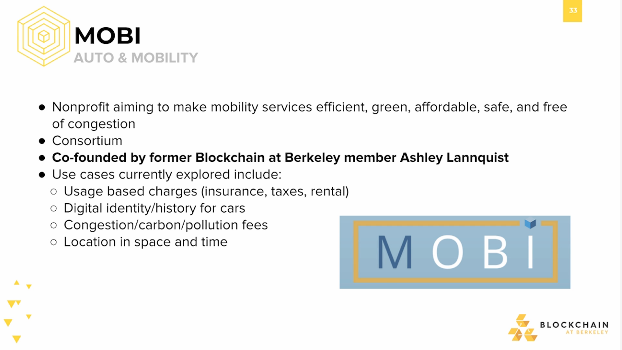 33
MOBI
AUTO & MOBILITY
● Nonprofit aiming to make mobility services efficient, green, affordable, safe, and free
of congestion
● Consortium
● Co-founded by former Blockchain at Berkeley member Ashley Lannquist
● Use cases currently explored include:
○ Usage based charges (insurance, taxes, rental)
○ Digital identity/history for cars
○ Congestion/carbon/pollution fees
○ Location in space and time
MOBI
BLOCKCHAIN
AT BERKELEY